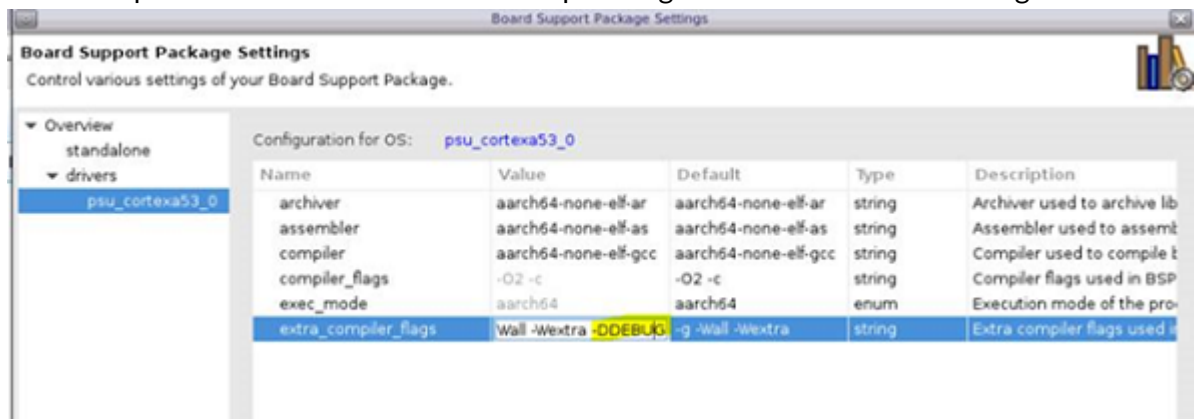 Board Support Package Settings
Board Support Package Settings
Control various settings of your Board Support Package.
Overview
standalone
drivers
psu_cortexa53_0
Configuration for OS: psu_cortexa53_0
Name Value Default Type Description
archiver aarch64-none-elf-ar aarch64-none-elf-ar string Archiver used to archive lib
assembler aarch64-none-elf-as aarch64-none-elf-as string Assembler used to assemb
compiler aarch64-none-elf-gcc aarch64-none-elf-gcc string Compiler used to compile b
compiler_flags -O2 -c -O2 -c string Compiler flags used in BSP
exec_mode aarch64 aarch64 enum Execution mode of the pro
extra_compiler_flags Wall -Wextra -DDEBUG -g -Wall -Wextra string Extra compiler flags used i